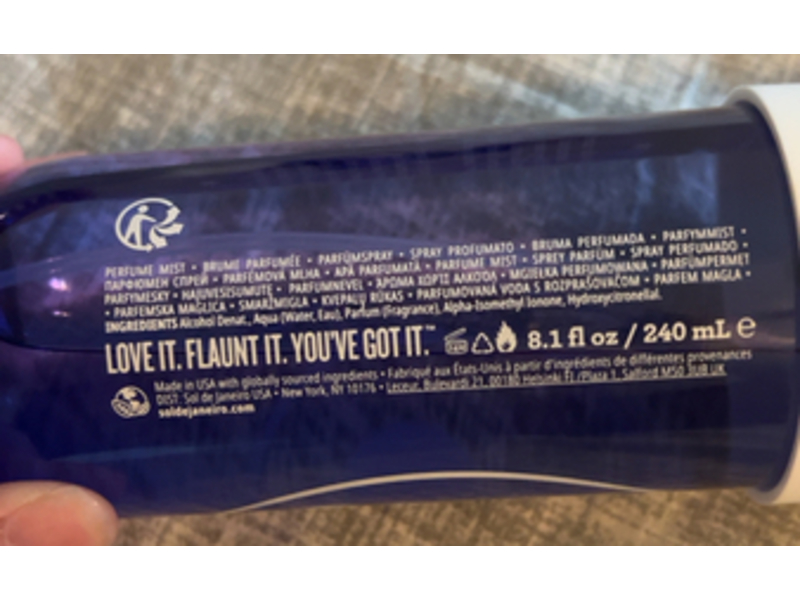 PERFUME MIST • BRUME PARFUMÉE • PARFÜMSPRAY • SPRAY PROFUMATO • BRUMA PERFUMADA • PARFYMMIST •
ПАРФЮМЕН СПРЕЙ • PARFÉMOVÁ MLHA • APĂ PARFUMATĂ • PARFUME MIST • SPREY PARFÜM • SPRAY PERFUMADO •
PARFYMESKY • HAJUVESISUMUTE • PARFUMNEVEL • ΑΡΩΜΑ ΧΩΡΙΣ ΑΛΚΟΟΛ • MGIEŁKA PERFUMOWANA • PARFÜMPERMET
• PARFEMSKA MAGLICA • SMARŽMIGLA • KVEPALŲ RŪKAS • PARFUMOVANÁ VODA S ROZPRAŠOVAČOM • PARFEM MAGLA •
INGREDIENTS Alcohol Denat., Aqua (Water, Eau), Parfum (Fragrance), Alpha-Isomethyl Ionone, Hydroxycitronellal.
LOVE IT. FLAUNT IT. YOU'VE GOT IT.™ 8.1 fl oz / 240 mL ℮
Made in USA with globally sourced ingredients • Fabriqué aux États-Unis à partir d'ingrédients de différentes provenances
DIST: Sol de Janeiro USA • New York, NY 10176 • Leceur, Bulevardi 21, 00180 Helsinki FI /Plaza 1, Salford M50 3UB UK
soldejaneiro.com